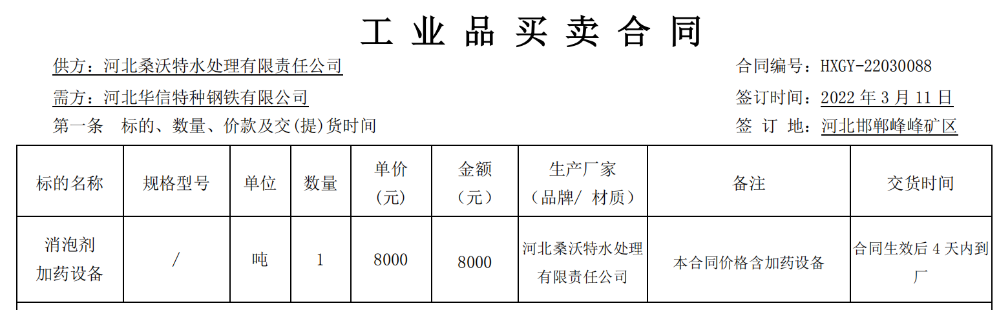 工业品买卖合同
供方：河北桑沃特水处理有限责任公司
合同编号：HXGY-22030088
需方：河北华信特种钢铁有限公司
签订时间：2022 年 3 月 11 日
第一条 标的、数量、价款及交(提)货时间
签 订 地：河北邯郸峰峰矿区
标的名称
规格型号
单位
数量
单价
(元)
金额
（元）
生产厂家
（品牌/ 材质）
备注
交货时间
消泡剂
加药设备
/
吨
1
8000
8000
河北桑沃特水处理
有限责任公司
本合同价格含加药设备
合同生效后 4 天内到
厂